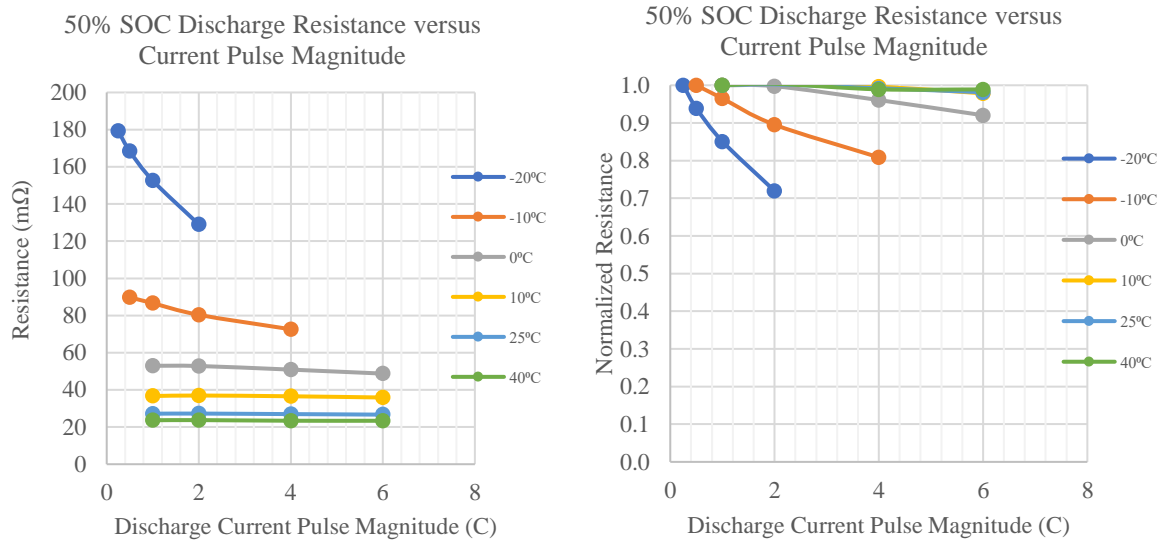 50% SOC Discharge Resistance versus
Current Pulse Magnitude
200
180
160
140
120
100
80
60
40
20
0
Resistance (mΩ)
0 2 4 6 8
Discharge Current Pulse Magnitude (C)
-20ºC
-10ºC
0ºC
10ºC
25ºC
40ºC
50% SOC Discharge Resistance versus
Current Pulse Magnitude
1.0
0.9
0.8
0.7
0.6
0.5
0.4
0.3
0.2
0.1
0.0
Normalized Resistance
0 2 4 6 8
Discharge Current Pulse Magnitude (C)
-20ºC
-10ºC
0ºC
10ºC
25ºC
40ºC